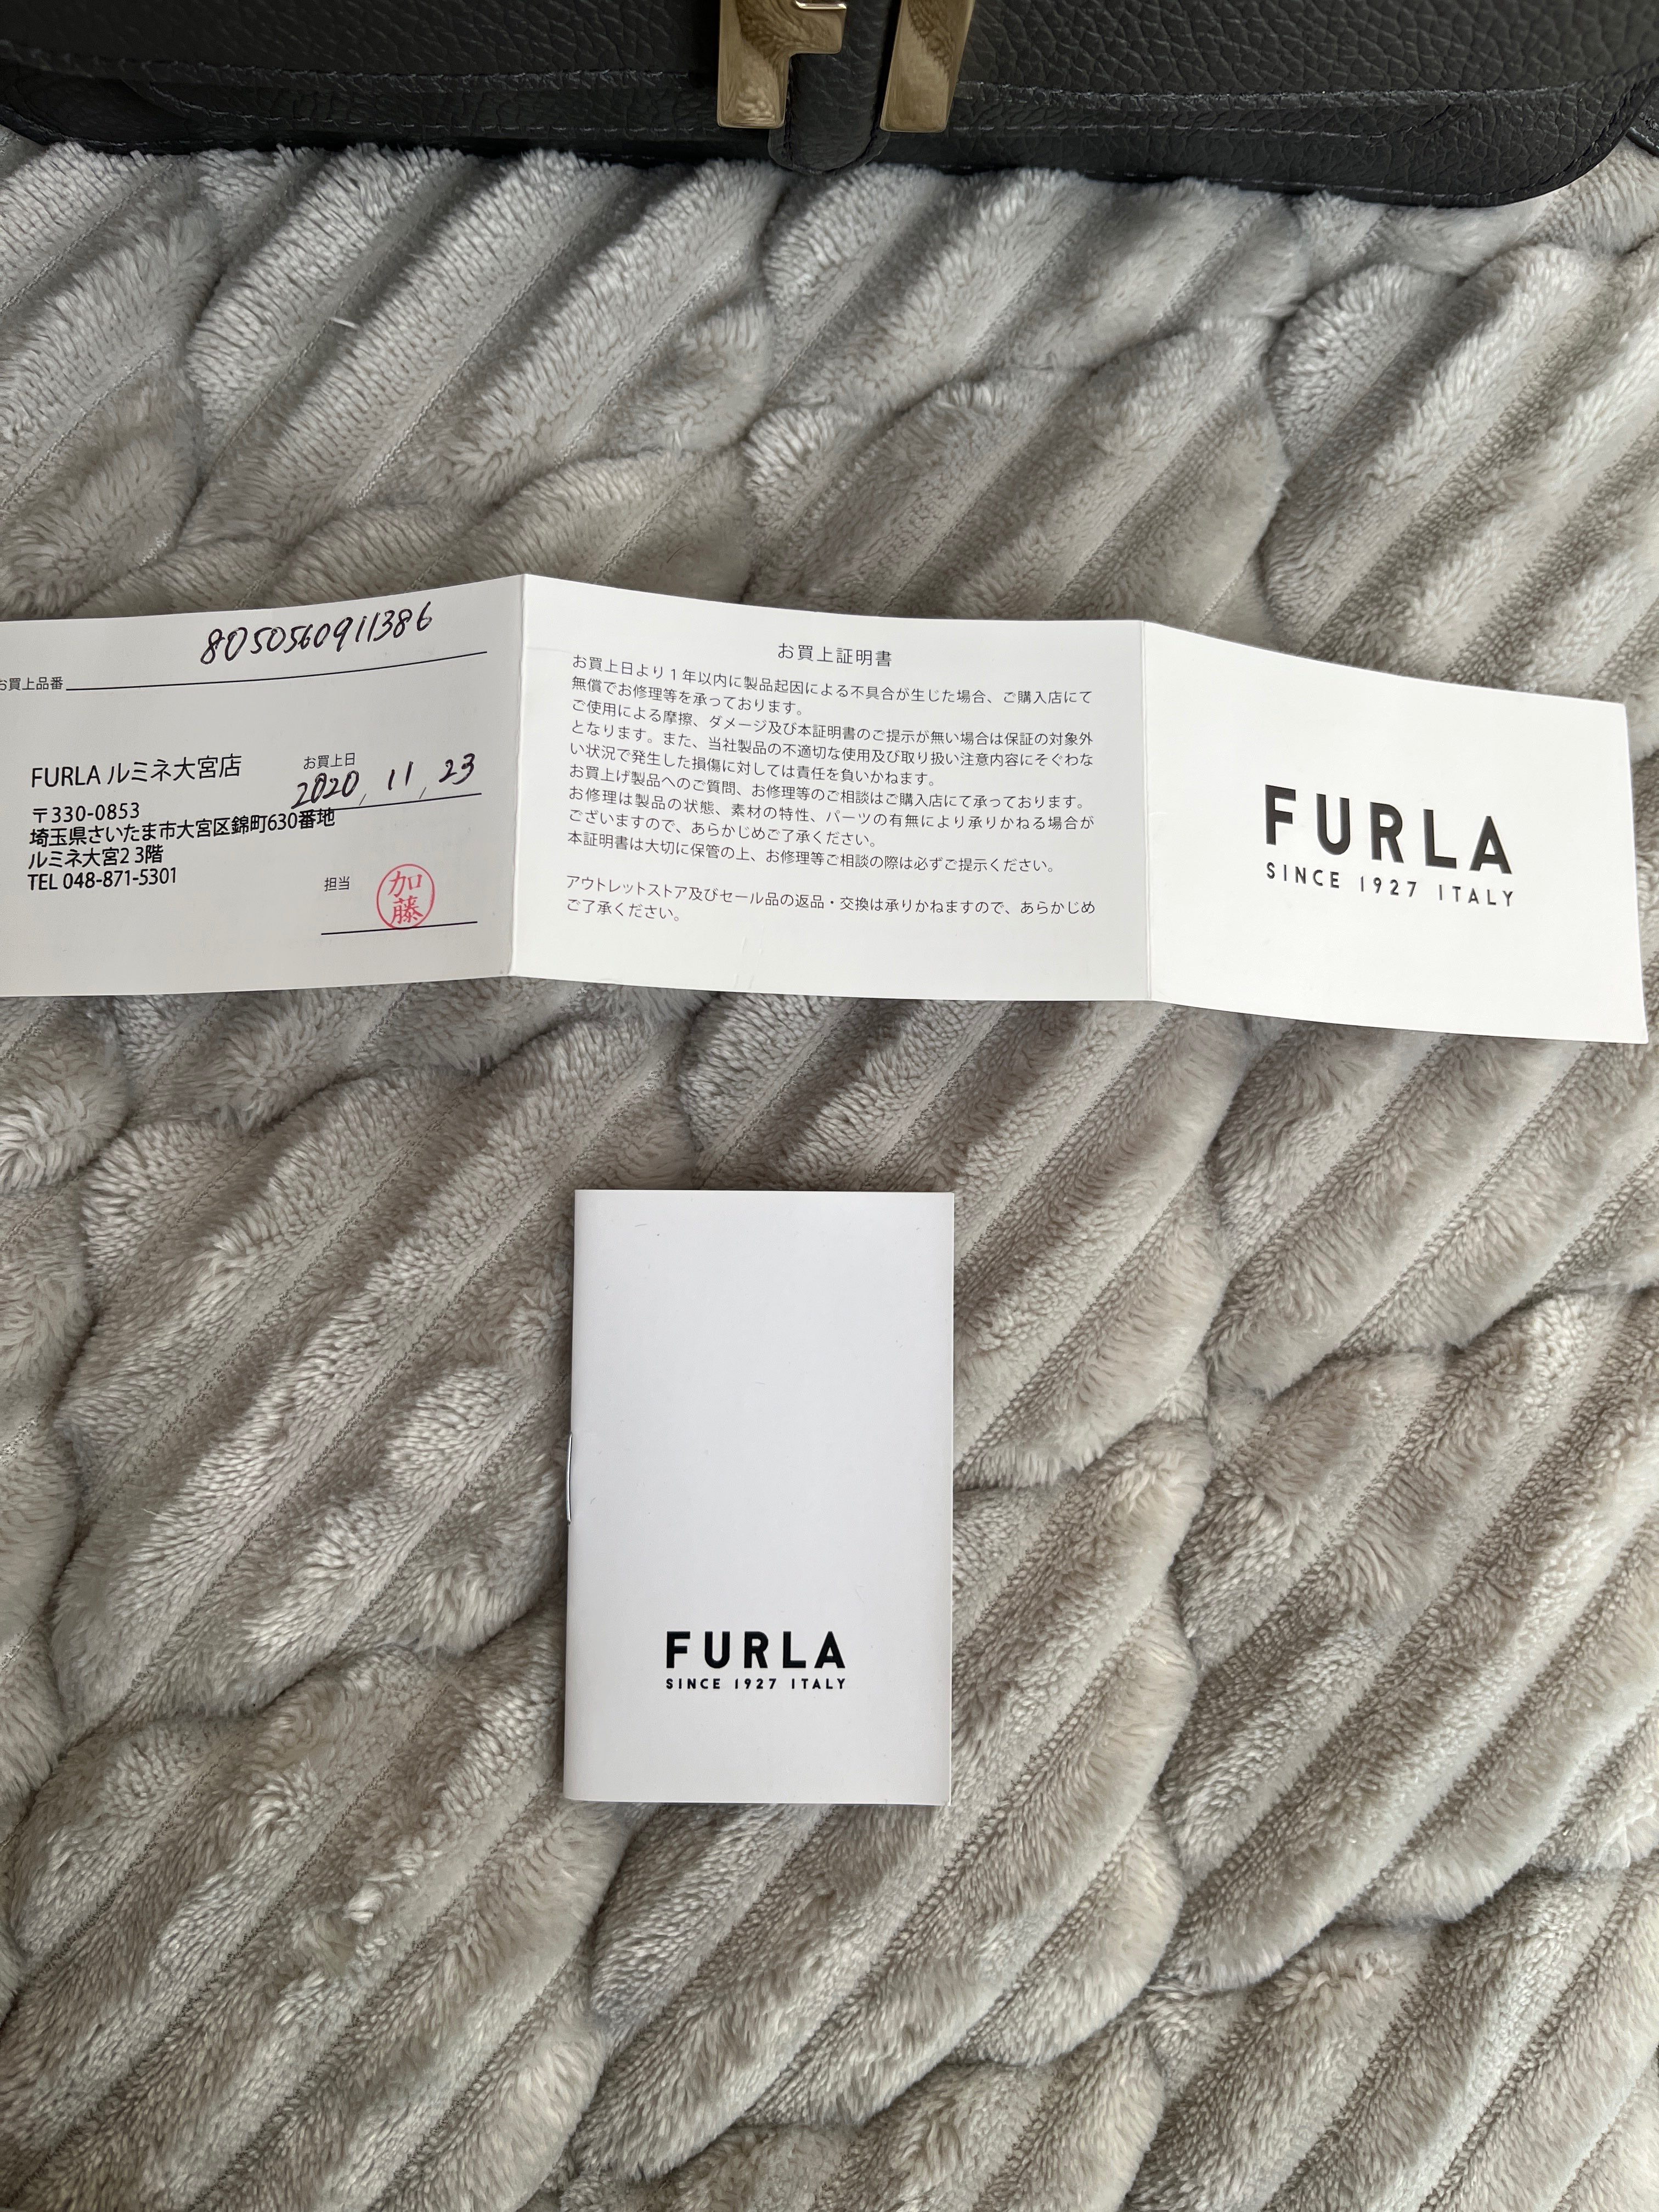 8050560911386
お買上品番
FURLA ルミネ大宮店
お買上日
2020, 11, 23
〒330-0853
埼玉県さいたま市大宮区錦町630番地
ルミネ大宮2 3階
TEL 048-871-5301
担当
加藤
お買上証明書
お買上日より1年以内に製品起因による不具合が生じた場合、ご購入店にて
無償でお修理等を承っております。
ご使用による摩擦、ダメージ及び本証明書のご提示が無い場合は保証の対象外
となります。また、当社製品の不適切な使用及び取り扱い注意内容にそぐわな
い状況で発生した損傷に対しては責任を負いかねます。
お買上げ製品へのご質問、お修理等のご相談はご購入店にて承っております。
お修理は製品の状態、素材の特性、パーツの有無により承りかねる場合が
ございますので、あらかじめご了承ください。
本証明書は大切に保管の上、お修理等ご相談の際は必ずご提示ください。
アウトレットストア及びセール品の返品・交換は承りかねますので、あらかじめ
ご了承ください。
FURLA
SINCE 1927 ITALY
FURLA
SINCE 1927 ITALY